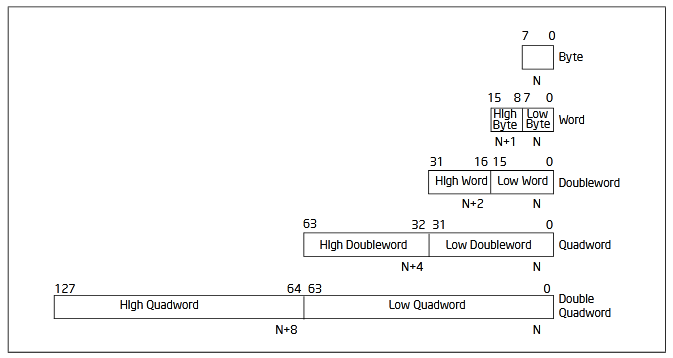 7 0
Byte
N
15 8 7 0
High Low
Byte Byte
Word
N+1 N
31 16 15 0
High Word Low Word
Doubleword
N+2 N
63 32 31 0
High Doubleword Low Doubleword
Quadword
N+4 N
127 64 63 0
High Quadword Low Quadword
Double
Quadword
N+8 N